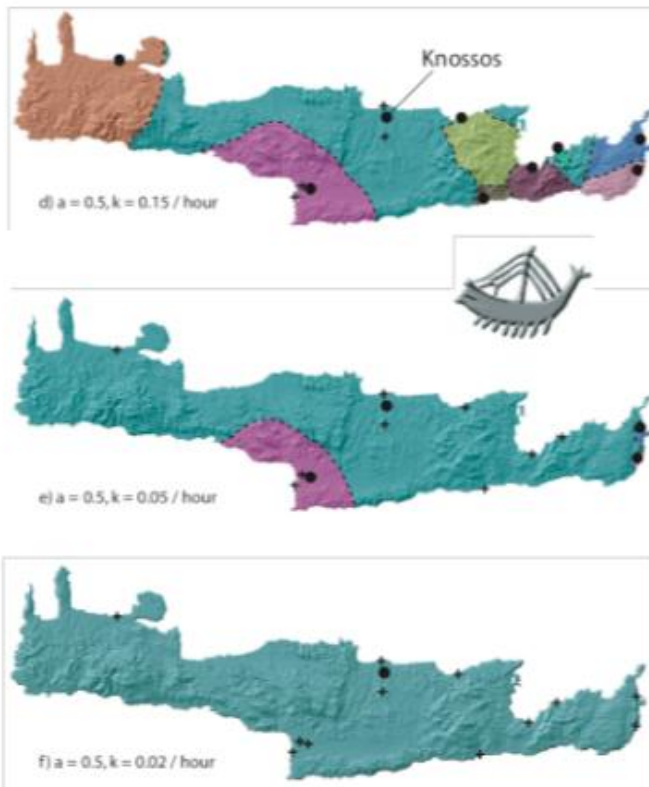 Knossos
d) a = 0.5, k = 0.15 / hour
e) a = 0.5, k = 0.05 / hour
f) a = 0.5, k = 0.02 / hour